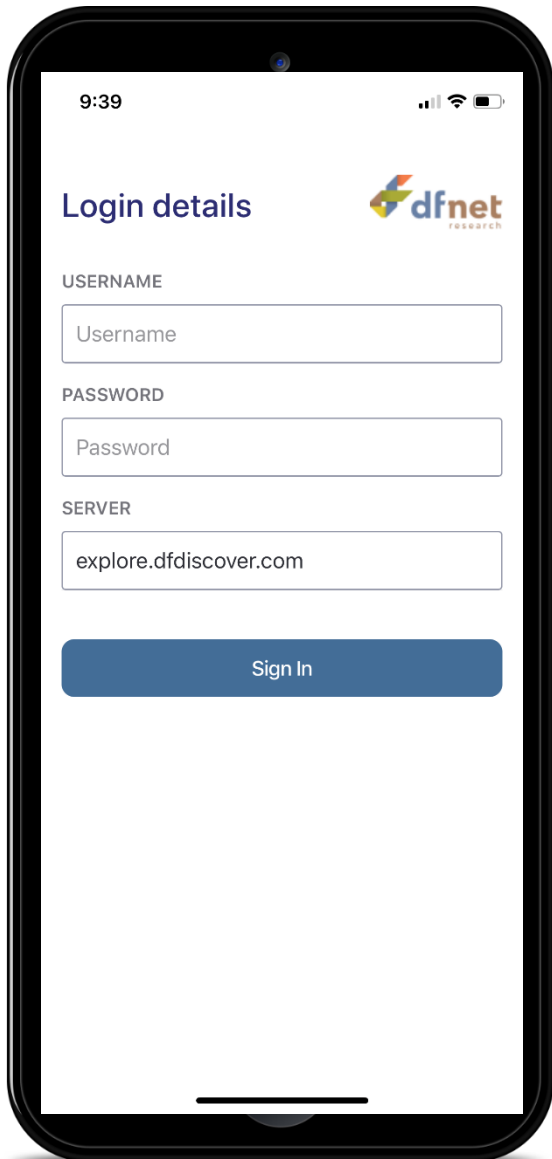 9:39
Login details
dfnet
research
USERNAME
Username
PASSWORD
Password
SERVER
explore.dfdiscover.com
Sign In